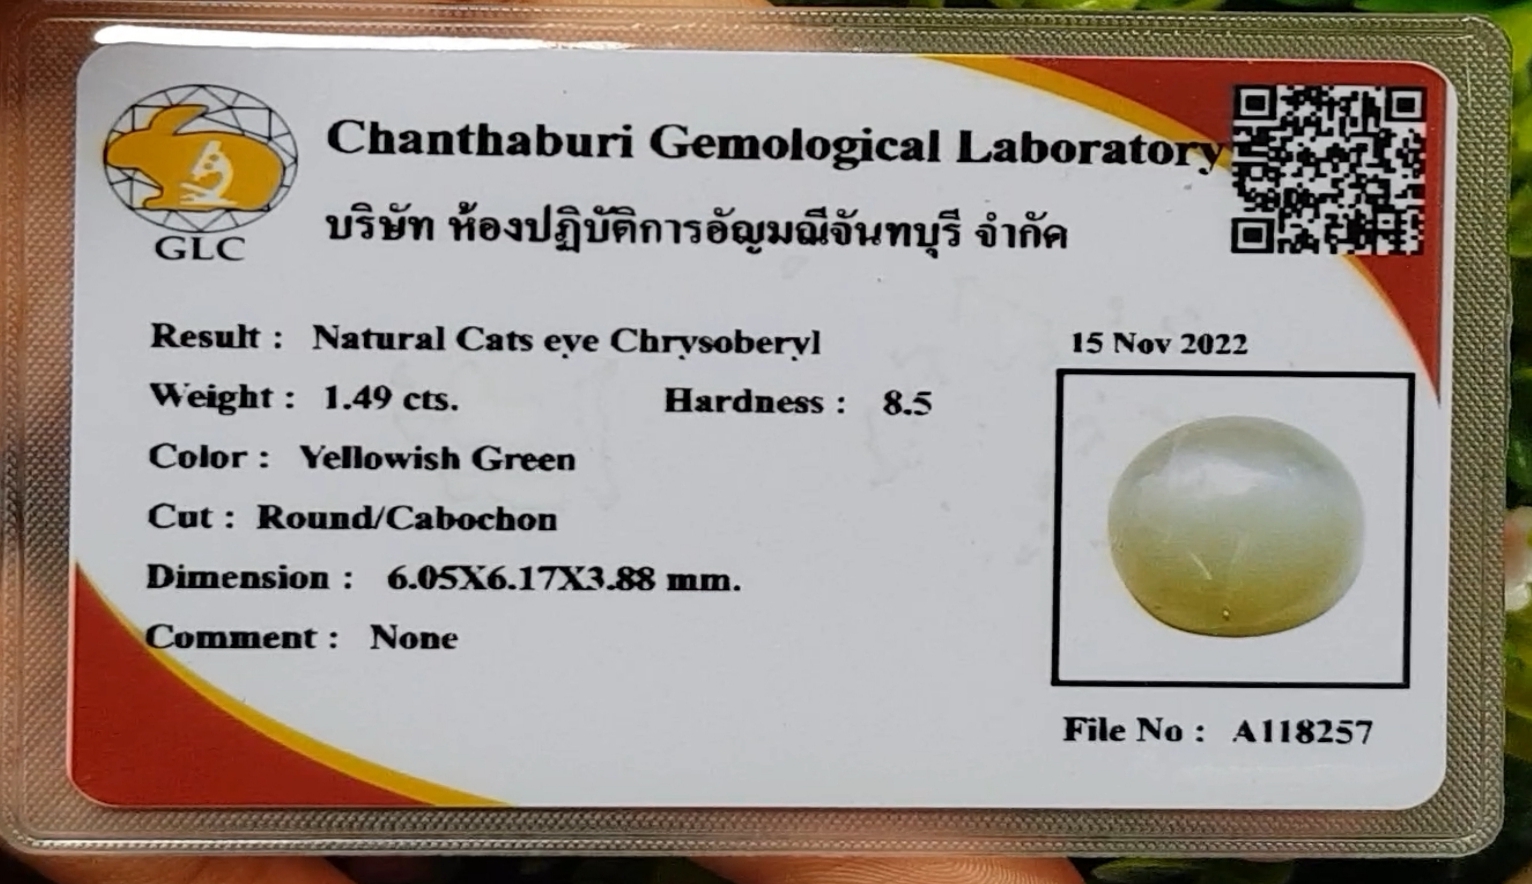 Chanthaburi Gemological Laboratory
บริษัท ห้องปฏิบัติการอัญมณีจันทบุรี จำกัด
GLC
Result : Natural Cats eye Chrysoberyl
15 Nov 2022
Weight : 1.49 cts. Hardness : 8.5
Color : Yellowish Green
Cut : Round/Cabochon
Dimension : 6.05X6.17X3.88 mm.
Comment : None
File No : A118257